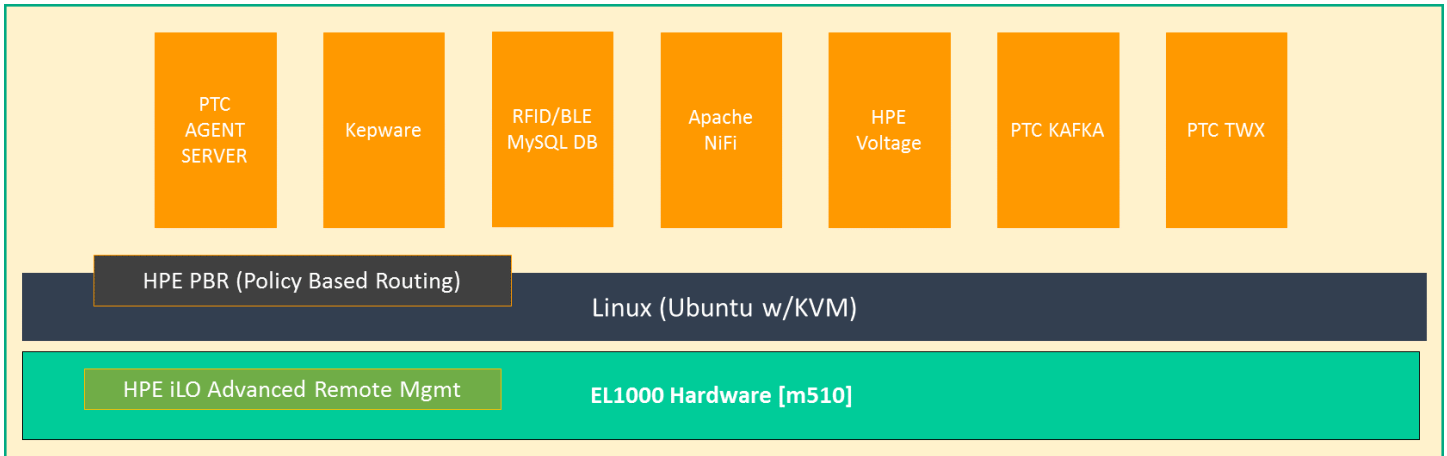 PTC
AGENT
SERVER
Kepware
RFID/BLE
MySQL DB
Apache
NiFi
HPE
Voltage
PTC KAFKA
PTC TWX
HPE PBR (Policy Based Routing)
Linux (Ubuntu w/KVM)
HPE iLO Advanced Remote Mgmt
EL1000 Hardware [m510]